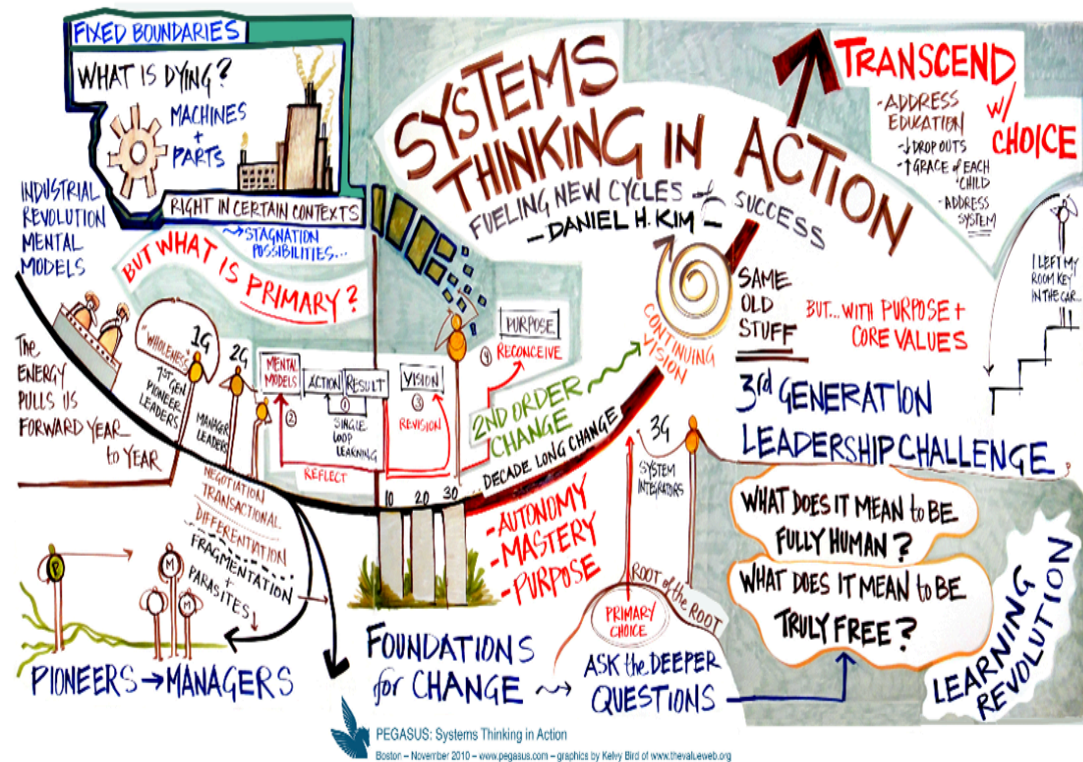 FIXED BOUNDARIES
WHAT IS DYING?
MACHINES
+
PARTS
RIGHT IN CERTAIN CONTEXTS
STAGNATION
POSSIBILITIES...
INDUSTRIAL
REVOLUTION
MENTAL
MODELS
BUT WHAT IS PRIMARY?
The
ENERGY
PULLS US
FORWARD YEAR
to YEAR
"WHOLENESS"
1G
1ST GEN
PIONEER
LEADERS
2G
MANAGER
LEADERS
MENTAL
MODELS
2
REFLECT
ACTION
RESULT
1
SINGLE
LOOP
LEARNING
VISION
3
REVISION
4
PURPOSE
RECONCEIVE
10 20 30
DECADE LONG CHANGE
2ND ORDER
CHANGE
CONTINUING
VISION
SYSTEMS
THINKING IN ACTION
FUELING NEW CYCLES of SUCCESS
- DANIEL H. KIM -
TRANSCEND
w/
CHOICE
- ADDRESS
EDUCATION
- ↓ DROP OUTS
- ↑ GRACE of EACH
CHILD
- ADDRESS
SYSTEM
I LEFT MY
ROOM KEY
IN THE CAR...
SAME
OLD
STUFF
BUT...WITH PURPOSE +
CORE VALUES
3rd GENERATION
LEADERSHIP CHALLENGE
3G
SYSTEM
INTEGRATORS
- AUTONOMY
- MASTERY
- PURPOSE
NEGOTIATION
TRANSACTIONAL
DIFFERENTIATION
FRAGMENTATION
+
PARASITES ↓
P
M
M
M
PIONEERS → MANAGERS
FOUNDATIONS
for CHANGE
ROOT of the ROOT
PRIMARY
CHOICE
ASK the DEEPER
QUESTIONS
WHAT DOES IT MEAN to BE
FULLY HUMAN?
WHAT DOES IT MEAN to BE
TRULY FREE?
LEARNING
REVOLUTION
PEGASUS: Systems Thinking in Action
Boston – November 2010 – www.pegasus.com – graphics by Kelvy Bird of www.thevalueweb.org